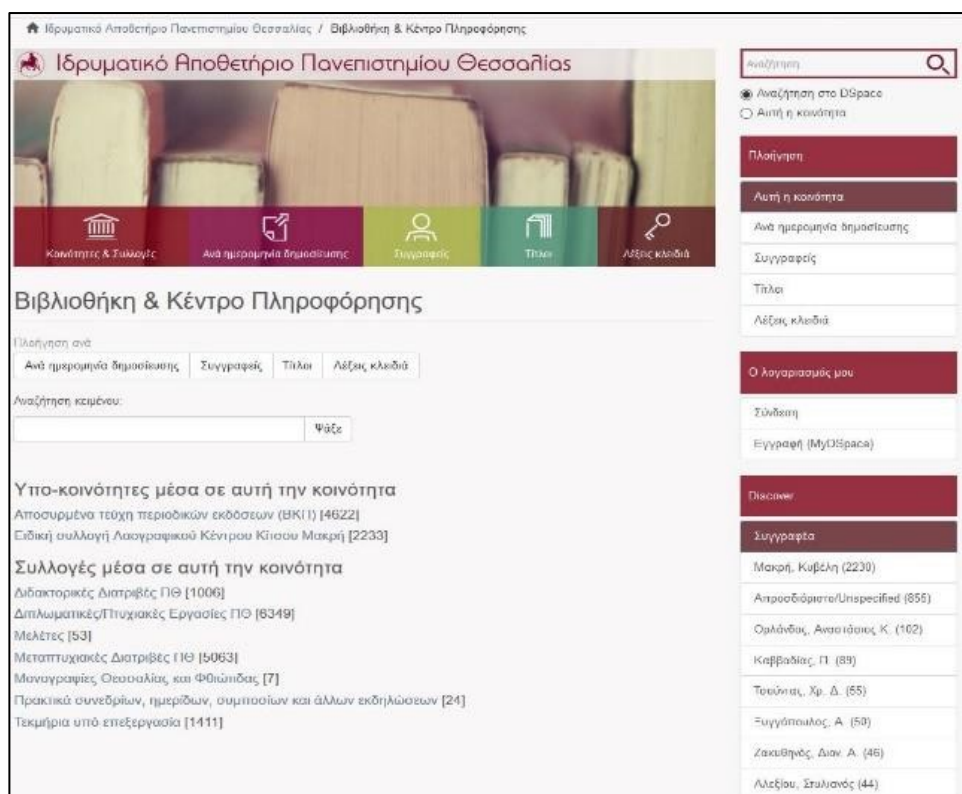 Ιδρυματικό Αποθετήριο Πανεπιστημίου Θεσσαλίας / Βιβλιοθήκη & Κέντρο Πληροφόρησης
Ιδρυματικό Αποθετήριο Πανεπιστημίου Θεσσαλίας
Κοινότητες & Συλλογές
Ανά ημερομηνία δημοσίευσης
Συγγραφείς
Τίτλοι
Λέξεις κλειδιά
Βιβλιοθήκη & Κέντρο Πληροφόρησης
Πλοήγηση ανά
Ανά ημερομηνία δημοσίευσης Συγγραφείς Τίτλοι Λέξεις κλειδιά
Αναζήτηση κειμένου:
Ψάξε
Υπο-κοινότητες μέσα σε αυτή την κοινότητα
Αποσυρμένα τεύχη περιοδικών εκδόσεων (ΒΚΠ) [4622]
Ειδική συλλογή Λαογραφικού Κέντρου Κίτσου Μακρή [2233]
Συλλογές μέσα σε αυτή την κοινότητα
Διδακτορικές Διατριβές ΠΘ [1006]
Διπλωματικές/Πτυχιακές Εργασίες ΠΘ [6349]
Μελέτες [53]
Μεταπτυχιακές Διατριβές ΠΘ [5063]
Μονογραφίες Θεσσαλίας και Φθιώτιδας [7]
Πρακτικά συνεδρίων, ημερίδων, συμποσίων και άλλων εκδηλώσεων [24]
Τεκμήρια υπό επεξεργασία [1411]
Αναζήτηση
Αναζήτηση στο DSpace
Αυτή η κοινότητα
Πλοήγηση
Αυτή η κοινότητα
Ανά ημερομηνία δημοσίευσης
Συγγραφείς
Τίτλοι
Λέξεις κλειδιά
Ο λογαριασμός μου
Σύνδεση
Εγγραφή (MyDSpace)
Discover
Συγγραφέα
Μακρή, Κυβέλη (2230)
Απροσδιόριστο/Unspecified (855)
Ορλάνδος, Αναστάσιος Κ. (102)
Καββαδίας, Π. (89)
Τσούντας, Χρ. Δ. (55)
Ξυγγόπουλος, Α. (50)
Ζακυθηνός, Διον. Α. (46)
Αλεξίου, Στυλιανός (44)